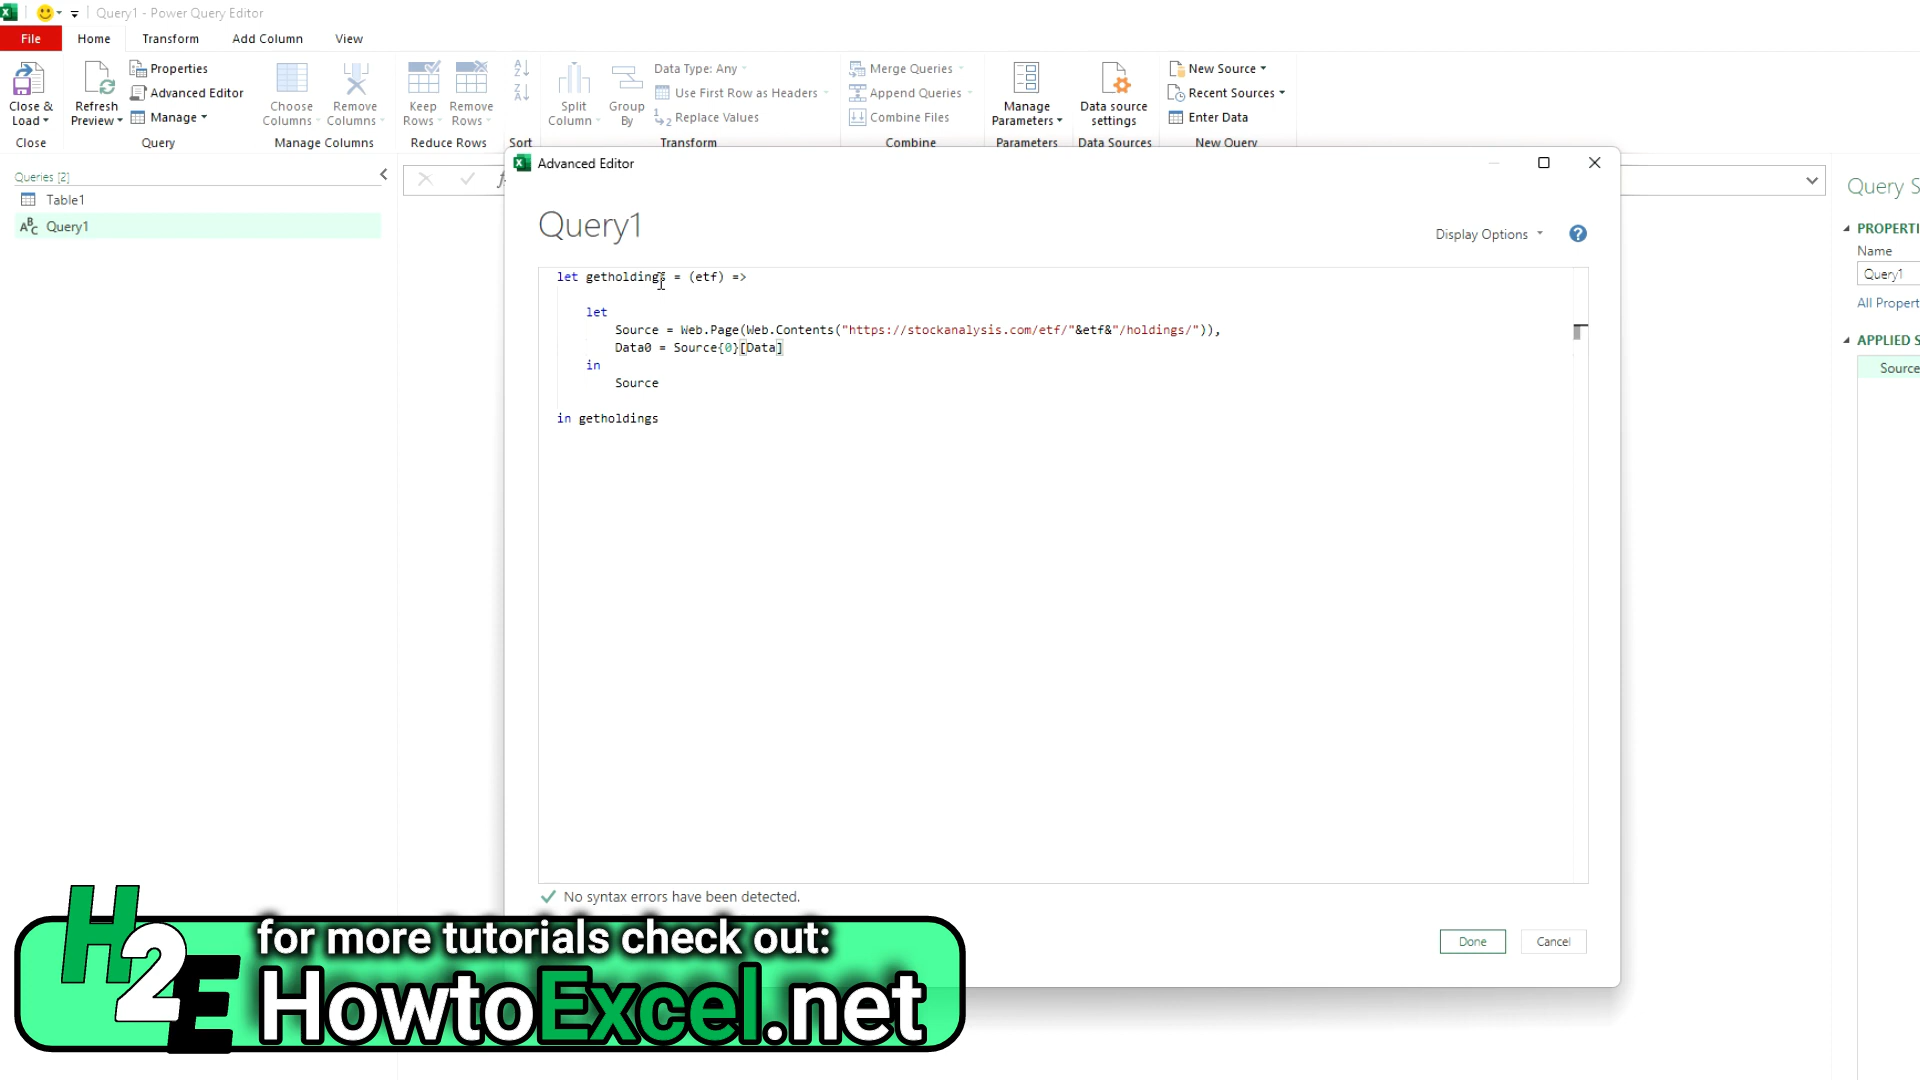 Query1 - Power Query Editor
File Home Transform Add Column View
Close & Load
Refresh Preview
Properties
Advanced Editor
Manage
Choose Columns
Remove Columns
Keep Rows
Remove Rows
Split Column
Group By
Data Type: Any
Use First Row as Headers
Replace Values
Merge Queries
Append Queries
Combine Files
Manage Parameters
Data source settings
New Source
Recent Sources
Enter Data
Close Query Manage Columns Reduce Rows Sort Transform Combine Parameters Data Sources New Query
Queries [2]
Table1
ABC Query1
Advanced Editor
Query1
Display Options
?
let getholdings = (etf) =>
let
Source = Web.Page(Web.Contents("https://stockanalysis.com/etf/"&etf&"/holdings/")),
Data0 = Source{0}[Data]
in
Source
in getholdings
No syntax errors have been detected.
Done Cancel
Query S
PROPERTI
Name
Query1
All Propert
APPLIED S
Source
H2E
for more tutorials check out:
HowtoExcel.net